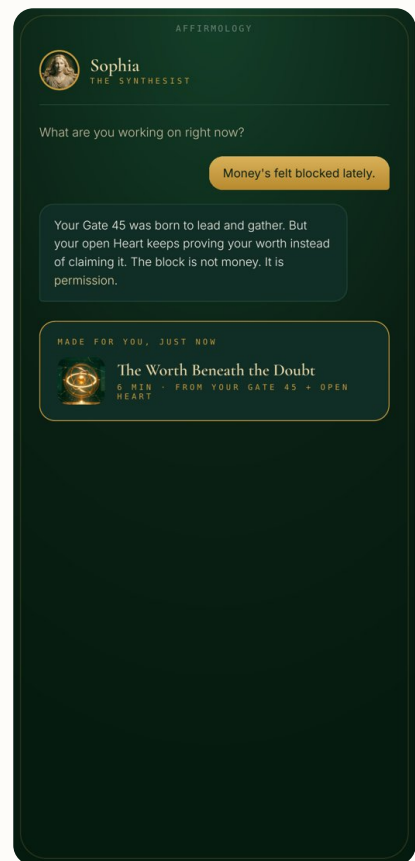 AFFIRMOLOGY
Sophia
THE SYNTHESIST
What are you working on right now?
Money's felt blocked lately.
Your Gate 45 was born to lead and gather. But
your open Heart keeps proving your worth instead
of claiming it. The block is not money. It is
permission.
MADE FOR YOU, JUST NOW
The Worth Beneath the Doubt
6 MIN · FROM YOUR GATE 45 + OPEN
HEART